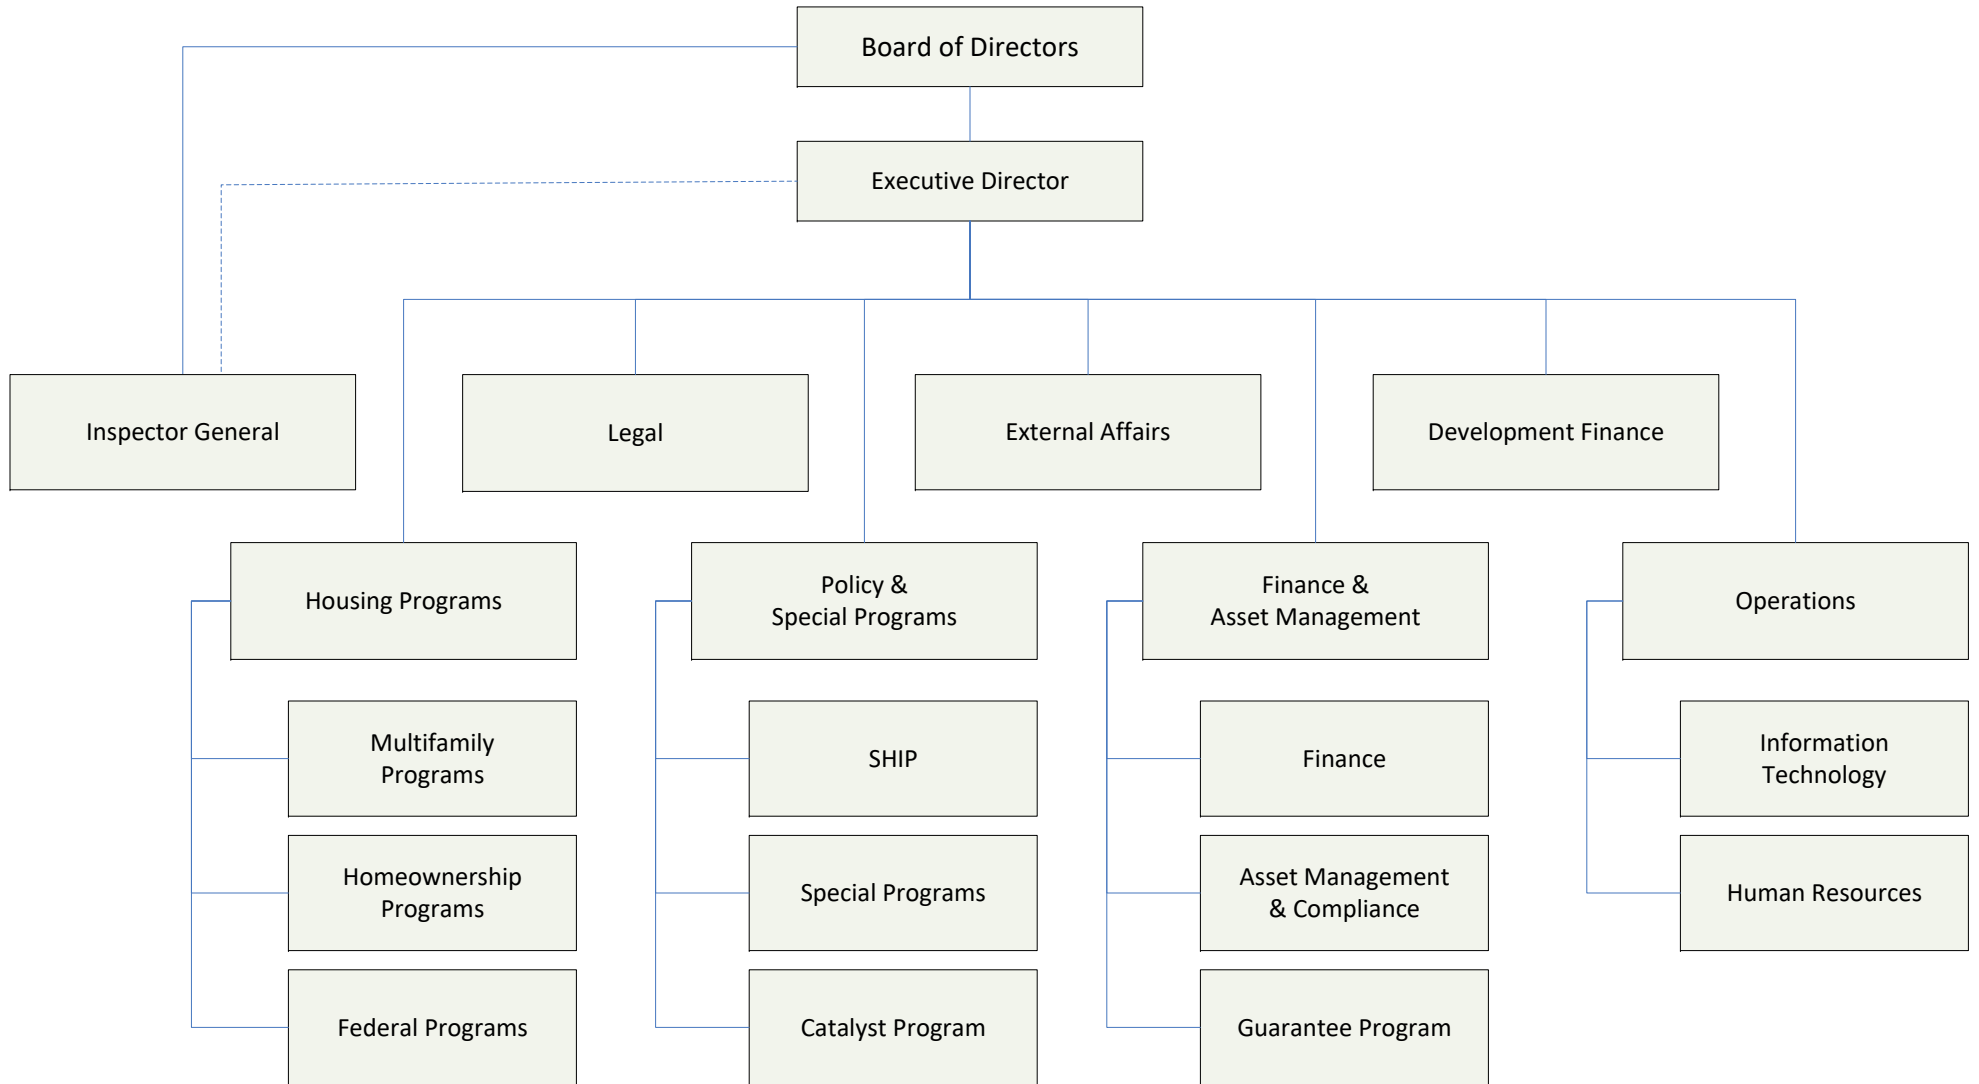 Board of Directors
Executive Director
Inspector General
Legal
External Affairs
Development Finance
Housing Programs
Policy &
Special Programs
Finance &
Asset Management
Operations
Multifamily
Programs
SHIP
Finance
Information
Technology
Homeownership
Programs
Special Programs
Asset Management
& Compliance
Human Resources
Federal Programs
Catalyst Program
Guarantee Program